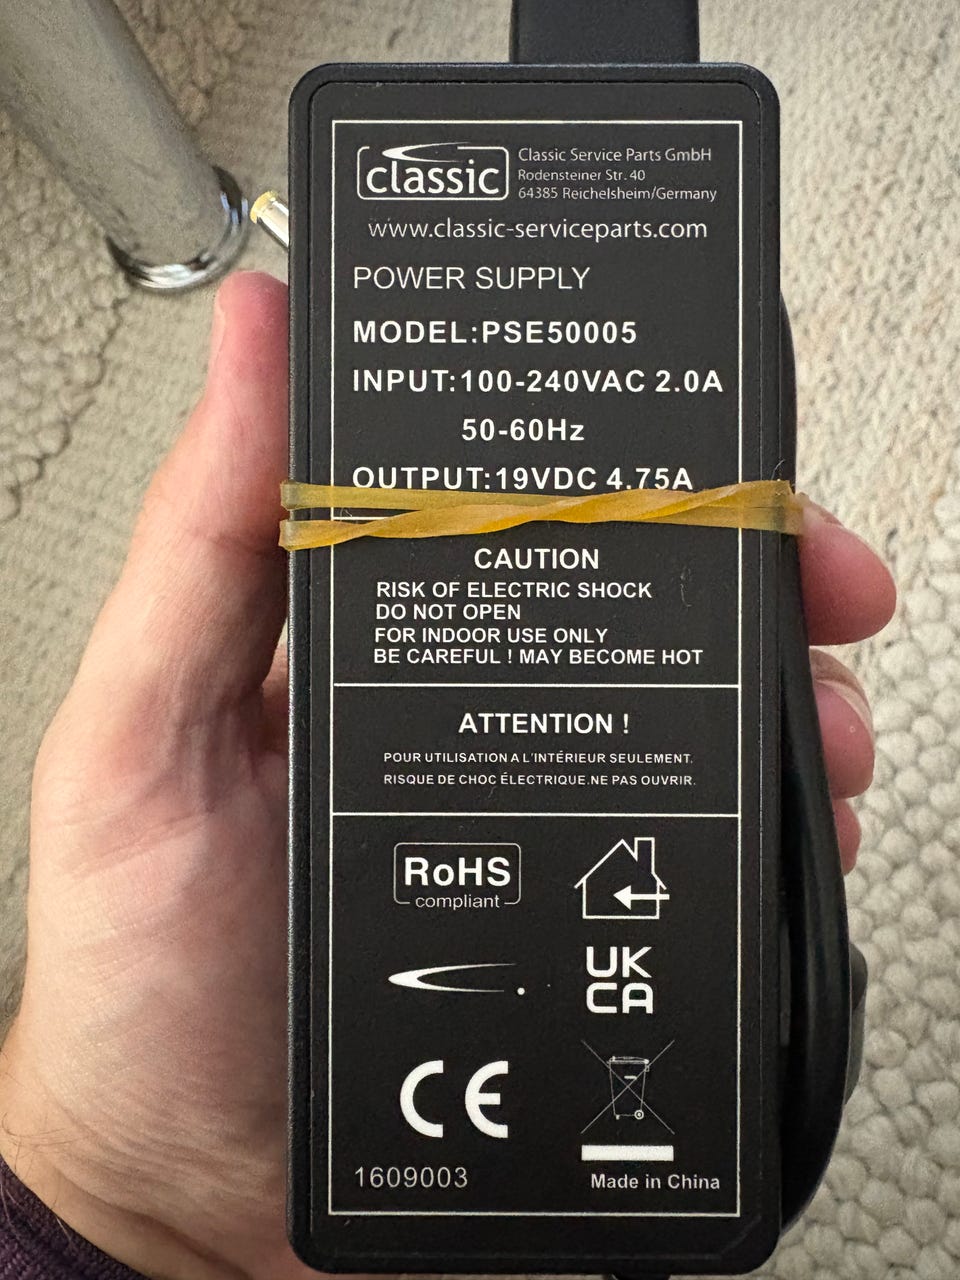 classic
Classic Service Parts GmbH
Rodensteiner Str. 40
64385 Reichelsheim/Germany
www.classic-serviceparts.com
POWER SUPPLY
MODEL:PSE50005
INPUT:100-240VAC 2.0A
50-60Hz
OUTPUT:19VDC 4.75A
CAUTION
RISK OF ELECTRIC SHOCK
DO NOT OPEN
FOR INDOOR USE ONLY
BE CAREFUL ! MAY BECOME HOT
ATTENTION !
POUR UTILISATION A L'INTÉRIEUR SEULEMENT.
RISQUE DE CHOC ÉLECTRIQUE.NE PAS OUVRIR.
RoHS
compliant
UK
CA
CE
1609003
Made in China